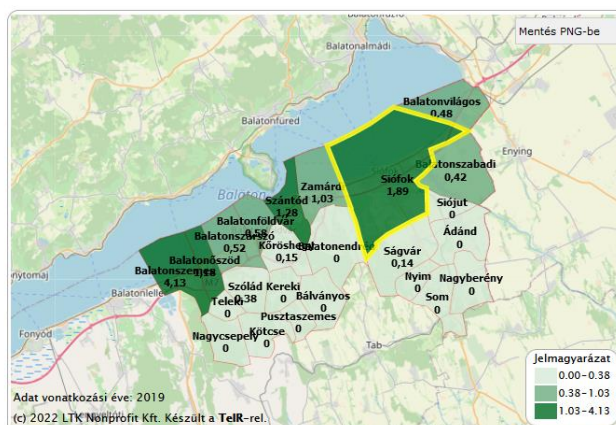 Mentés PNG-be
Balatonfűzfő
Balatonalmádi
Balatonvilágos
0,48
Balatonfüred
Enying
Balatonszabadi
0,42
Siófok
1,89
Zamárdi
1,03
Balaton
Szántód
1,28
Siójut
0
Balatonföldvár
0,58
Balatonszárszó
0,52
Ádánd
0
Kőröshegy
0,15
Balatonendréd
0
Ságvár
0,14
Balatonőszöd
Balatonszemes
4,13
Nyim
0
Nagyberény
0
Szólád
0,38
Kereki
0
Bálványos
0
Som
0
Balatonlelle
Teleki
0
Pusztaszemes
0
Fonyód
Kötcse
0
Nagycsepely
0
Tab
Jelmagyarázat
0.00-0.38
0.38-1.03
1.03-4.13
Adat vonatkozási éve: 2019
(c) 2022 LTK Nonprofit Kft. Készült a TeIR-rel.